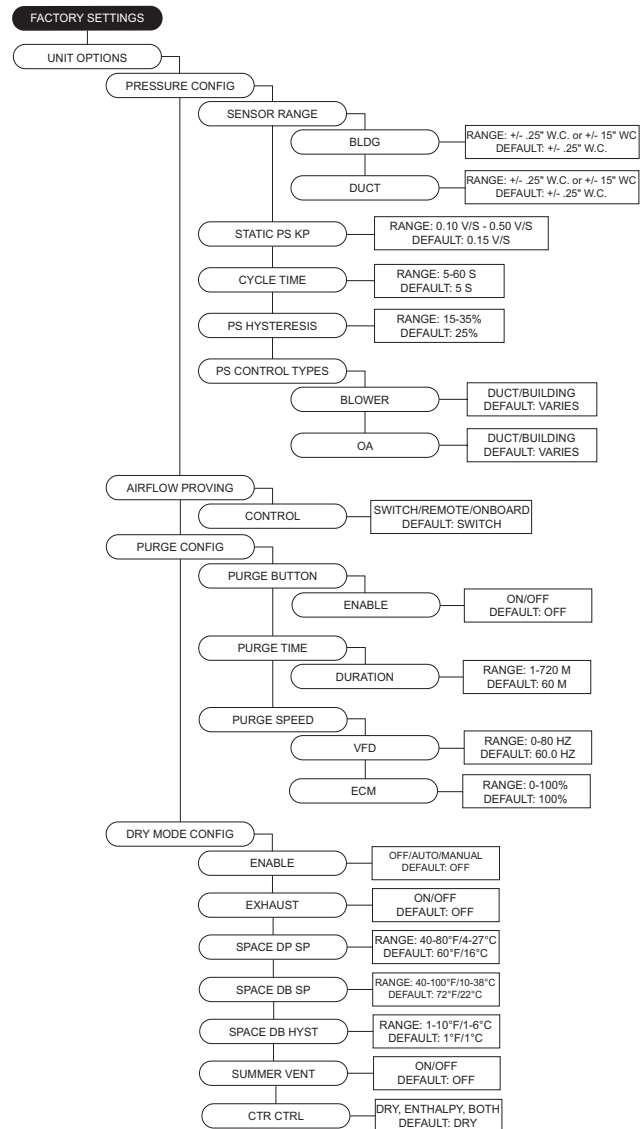 FACTORY SETTINGS
UNIT OPTIONS
PRESSURE CONFIG
SENSOR RANGE
BLDG
RANGE: +/- .25" W.C. or +/- 15" WC
DEFAULT: +/- .25" W.C.
DUCT
RANGE: +/- .25" W.C. or +/- 15" WC
DEFAULT: +/- .25" W.C.
STATIC PS KP
RANGE: 0.10 V/S - 0.50 V/S
DEFAULT: 0.15 V/S
CYCLE TIME
RANGE: 5-60 S
DEFAULT: 5 S
PS HYSTERESIS
RANGE: 15-35%
DEFAULT: 25%
PS CONTROL TYPES
BLOWER
DUCT/BUILDING
DEFAULT: VARIES
OA
DUCT/BUILDING
DEFAULT: VARIES
AIRFLOW PROVING
CONTROL
SWITCH/REMOTE/ONBOARD
DEFAULT: SWITCH
PURGE CONFIG
PURGE BUTTON
ENABLE
ON/OFF
DEFAULT: OFF
PURGE TIME
DURATION
RANGE: 1-720 M
DEFAULT: 60 M
PURGE SPEED
VFD
RANGE: 0-80 HZ
DEFAULT: 60.0 HZ
ECM
RANGE: 0-100%
DEFAULT: 100%
DRY MODE CONFIG
ENABLE
OFF/AUTO/MANUAL
DEFAULT: OFF
EXHAUST
ON/OFF
DEFAULT: OFF
SPACE DP SP
RANGE: 40-80°F/4-27°C
DEFAULT: 60°F/16°C
SPACE DB SP
RANGE: 40-100°F/10-38°C
DEFAULT: 72°F/22°C
SPACE DB HYST
RANGE: 1-10°F/1-6°C
DEFAULT: 1°F/1°C
SUMMER VENT
ON/OFF
DEFAULT: OFF
CTR CTRL
DRY, ENTHALPY, BOTH
DEFAULT: DRY